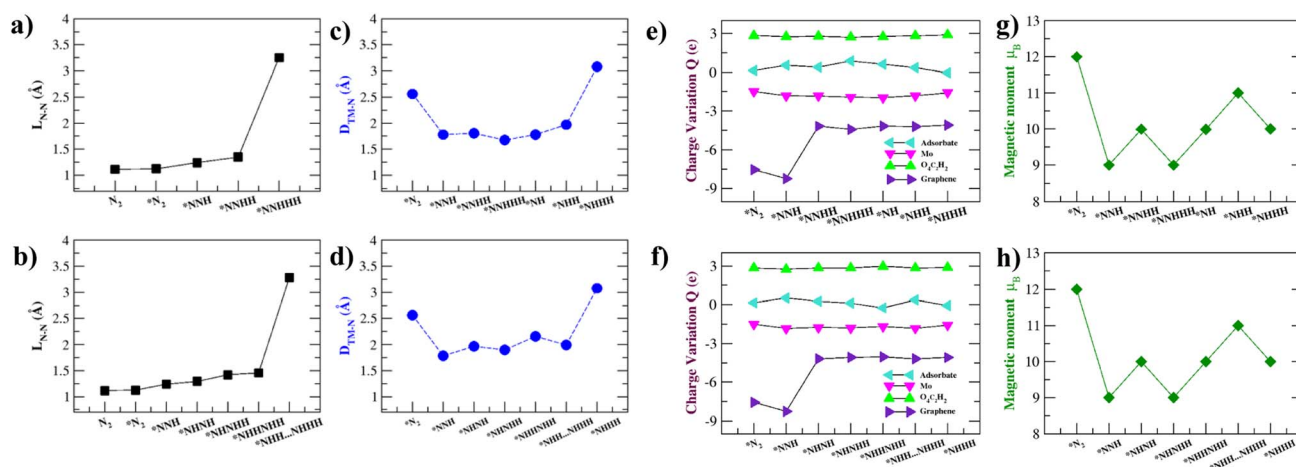 a)
L_N-N (Å)
4
3.5
3
2.5
2
1.5
1
N₂
*N₂
*NNH
*NNHH
*NNHHH
c)
D_TM-N (Å)
4
3.5
3
2.5
2
1.5
1
*N₂
*NNH
*NNHH
*NNHHH
*NH
*NHH
*NHHH
e)
Charge Variation Q (e)
3
0
-3
-6
-9
Adsorbate
Mo
O₄C₂H₂
Graphene
*N₂
*NNH
*NNHH
*NNHHH
*NH
*NHH
*NHHH
g)
Magnetic moment μ_B
13
12
11
10
9
8
*N₂
*NNH
*NNHH
*NNHHH
*NH
*NHH
*NHHH
b)
L_N-N (Å)
4
3.5
3
2.5
2
1.5
1
N₂
*N₂
*NNH
*NHNH
*NHNHH
*NHHNHH
*NHH...NHHH
d)
D_TM-N (Å)
4
3.5
3
2.5
2
1.5
1
*N₂
*NNH
*NHNH
*NHNHH
*NHHNHH
*NHH...NHHH
*NHHH
f)
Charge Variation Q (e)
3
0
-3
-6
-9
Adsorbate
Mo
O₄C₂H₂
Graphene
*N₂
*NNH
*NHNH
*NHNHH
*NHHNHH
*NHH...NHHH
*NHHH
h)
Magnetic moment μ_B
13
12
11
10
9
8
*N₂
*NNH
*NHNH
*NHNHH
*NHHNHH
*NHH...NHHH
*NHHH